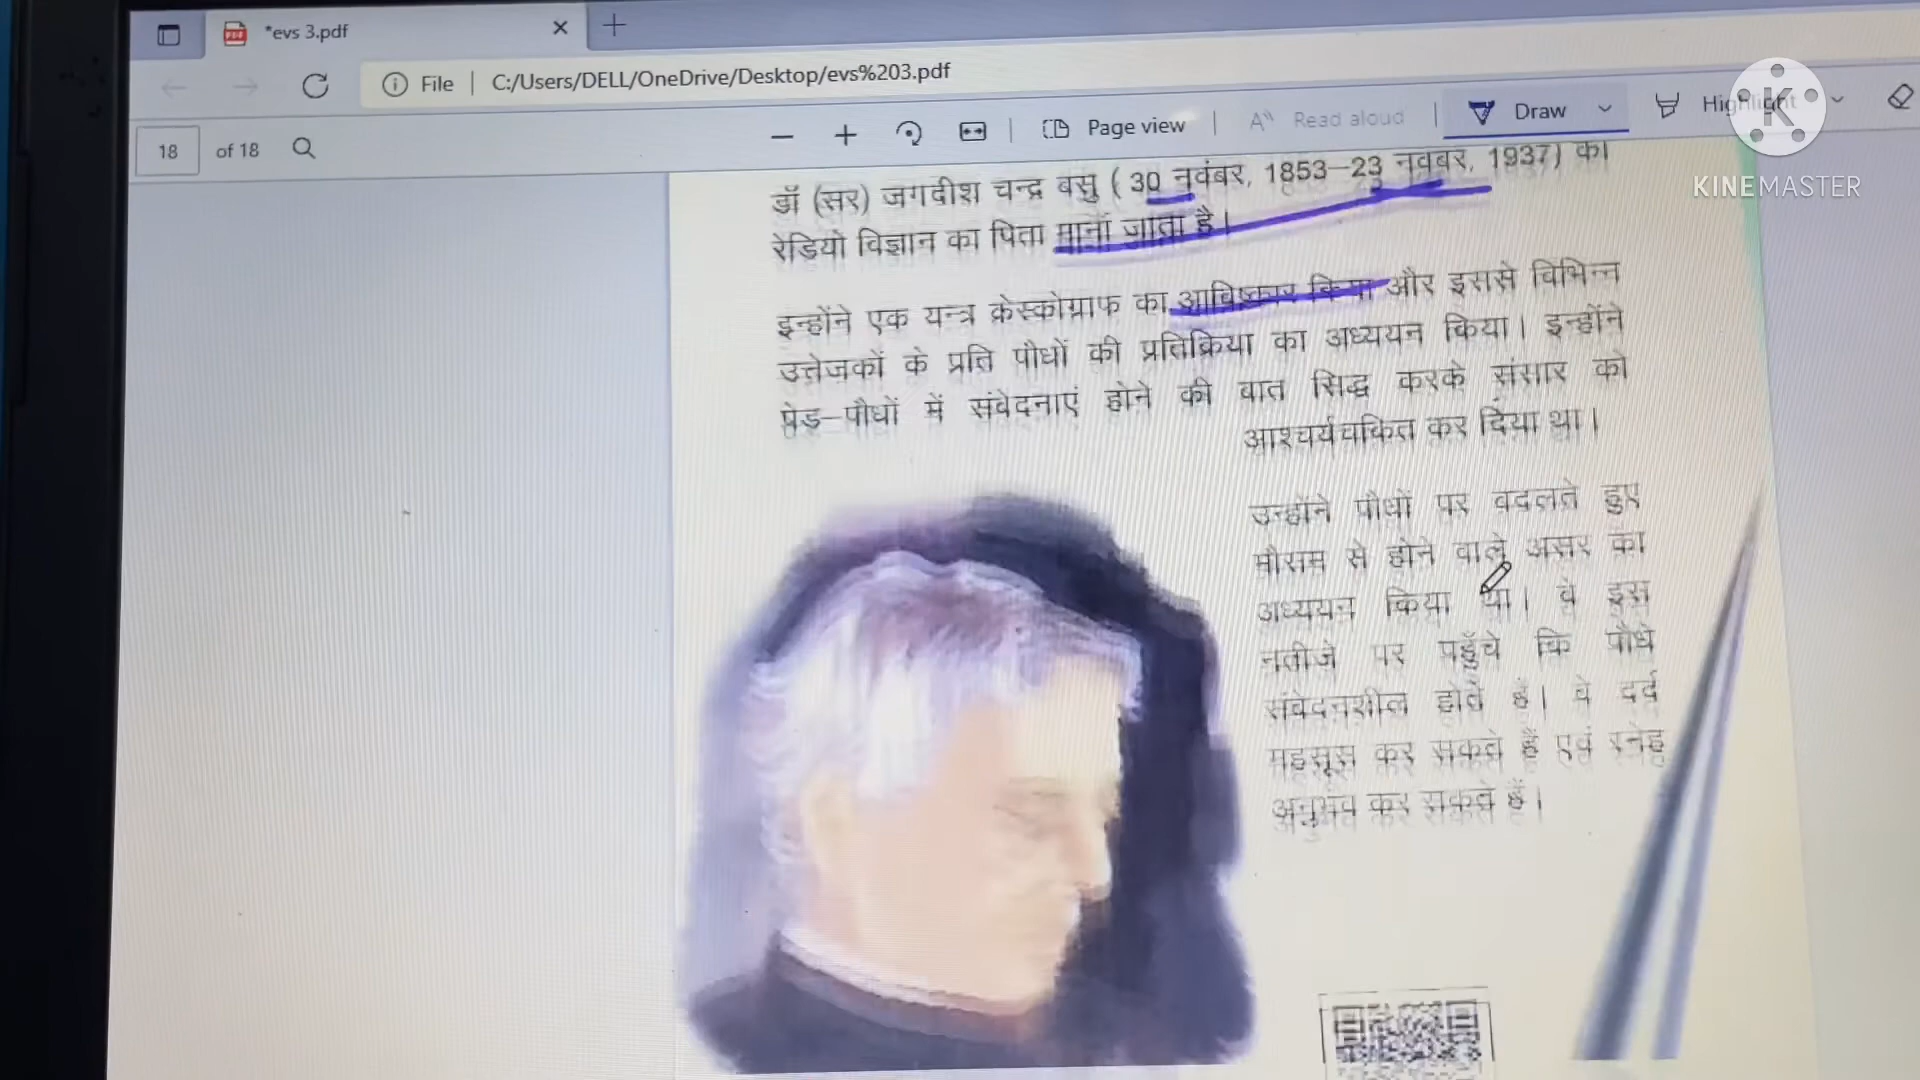 *evs 3.pdf
File C:/Users/DELL/OneDrive/Desktop/evs%203.pdf
18 of 18 Page view Read aloud Draw Highlight
KINEMASTER
डॉ (सर) जगदीश चन्द्र बसु ( 30 नवंबर, 1853–23 नवंबर, 1937) को
रेडियो विज्ञान का पिता माना जाता है।
इन्होंने एक यन्त्र क्रेस्कोग्राफ का आविष्कार किया और इससे विभिन्न
उत्तेजकों के प्रति पौधों की प्रतिक्रिया का अध्ययन किया। इन्होंने
पेड़–पौधों में संवेदनाएं होने की बात सिद्ध करके संसार को
आश्चर्यचकित कर दिया था।
उन्होंने पौधों पर बदलते हुए
मौसम से होने वाले असर का
अध्ययन किया था। वे इस
नतीजे पर पहुँचे कि पौधे
संवेदनशील होते हैं। वे दर्द
महसूस कर सकते हैं एवं स्नेह
अनुभव कर सकते हैं।